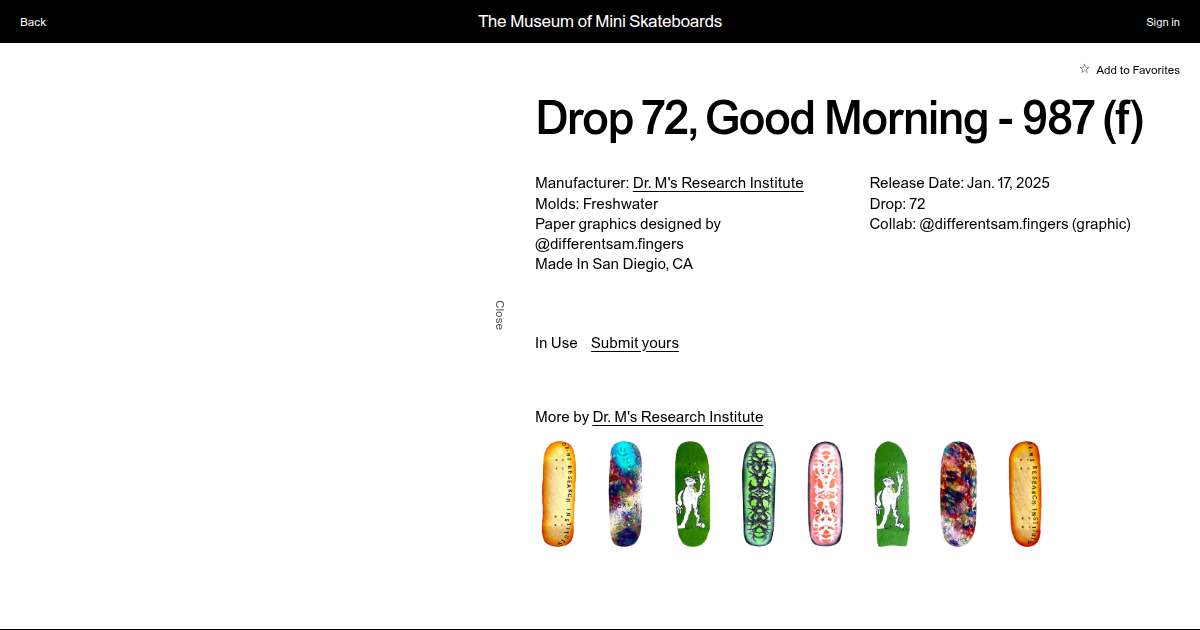 Back
The Museum of Mini Skateboards
Sign in
☆ Add to Favorites
Drop 72, Good Morning - 987 (f)
Manufacturer: Dr. M's Research Institute
Molds: Freshwater
Paper graphics designed by
@differentsam.fingers
Made In San Diegio, CA
Release Date: Jan. 17, 2025
Drop: 72
Collab: @differentsam.fingers (graphic)
Close
In Use Submit yours
More by Dr. M's Research Institute